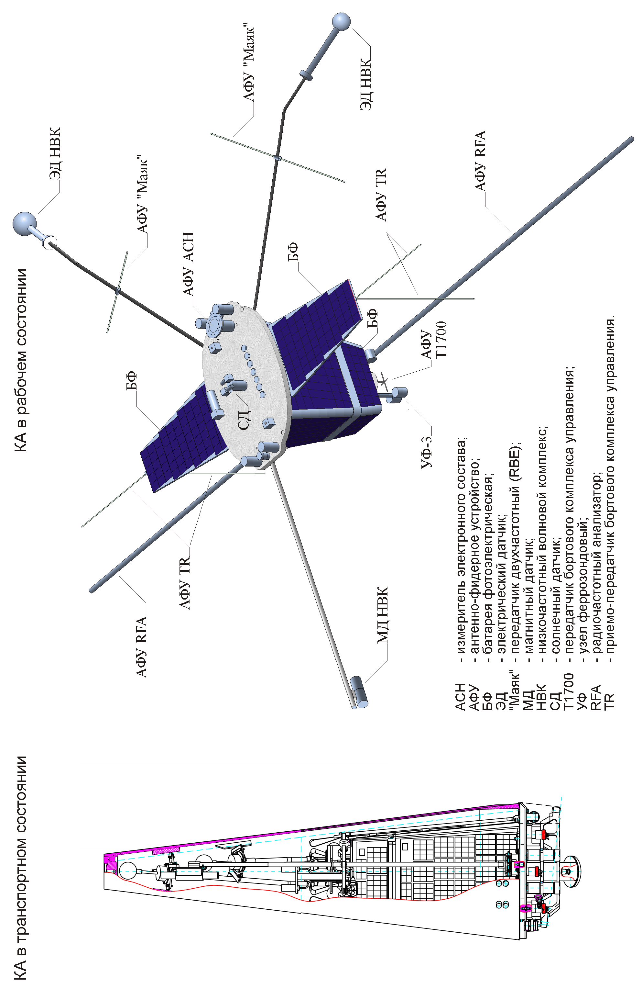 КА в транспортном состоянии
КА в рабочем состоянии
ЭД НВК
АФУ "Маяк"
АФУ АСН
БФ
АФУ "Маяк"
ЭД НВК
БФ
АФУ TR
АФУ RFA
БФ
АФУ
Т1700
СД
УФ-3
АФУ TR
АФУ RFA
МД НВК
АСН - измеритель электронного состава;
АФУ - антенно-фидерное устройство;
БФ - батарея фотоэлектрическая;
ЭД - электрический датчик;
"Маяк" - передатчик двухчастотный (RBE);
МД - магнитный датчик;
НВК - низкочастотный волновой комплекс;
СД - солнечный датчик;
Т1700 - передатчик бортового комплекса управления;
УФ - узел феррозондовый;
RFA - радиочастотный анализатор;
TR - приемо-передатчик бортового комплекса управления.